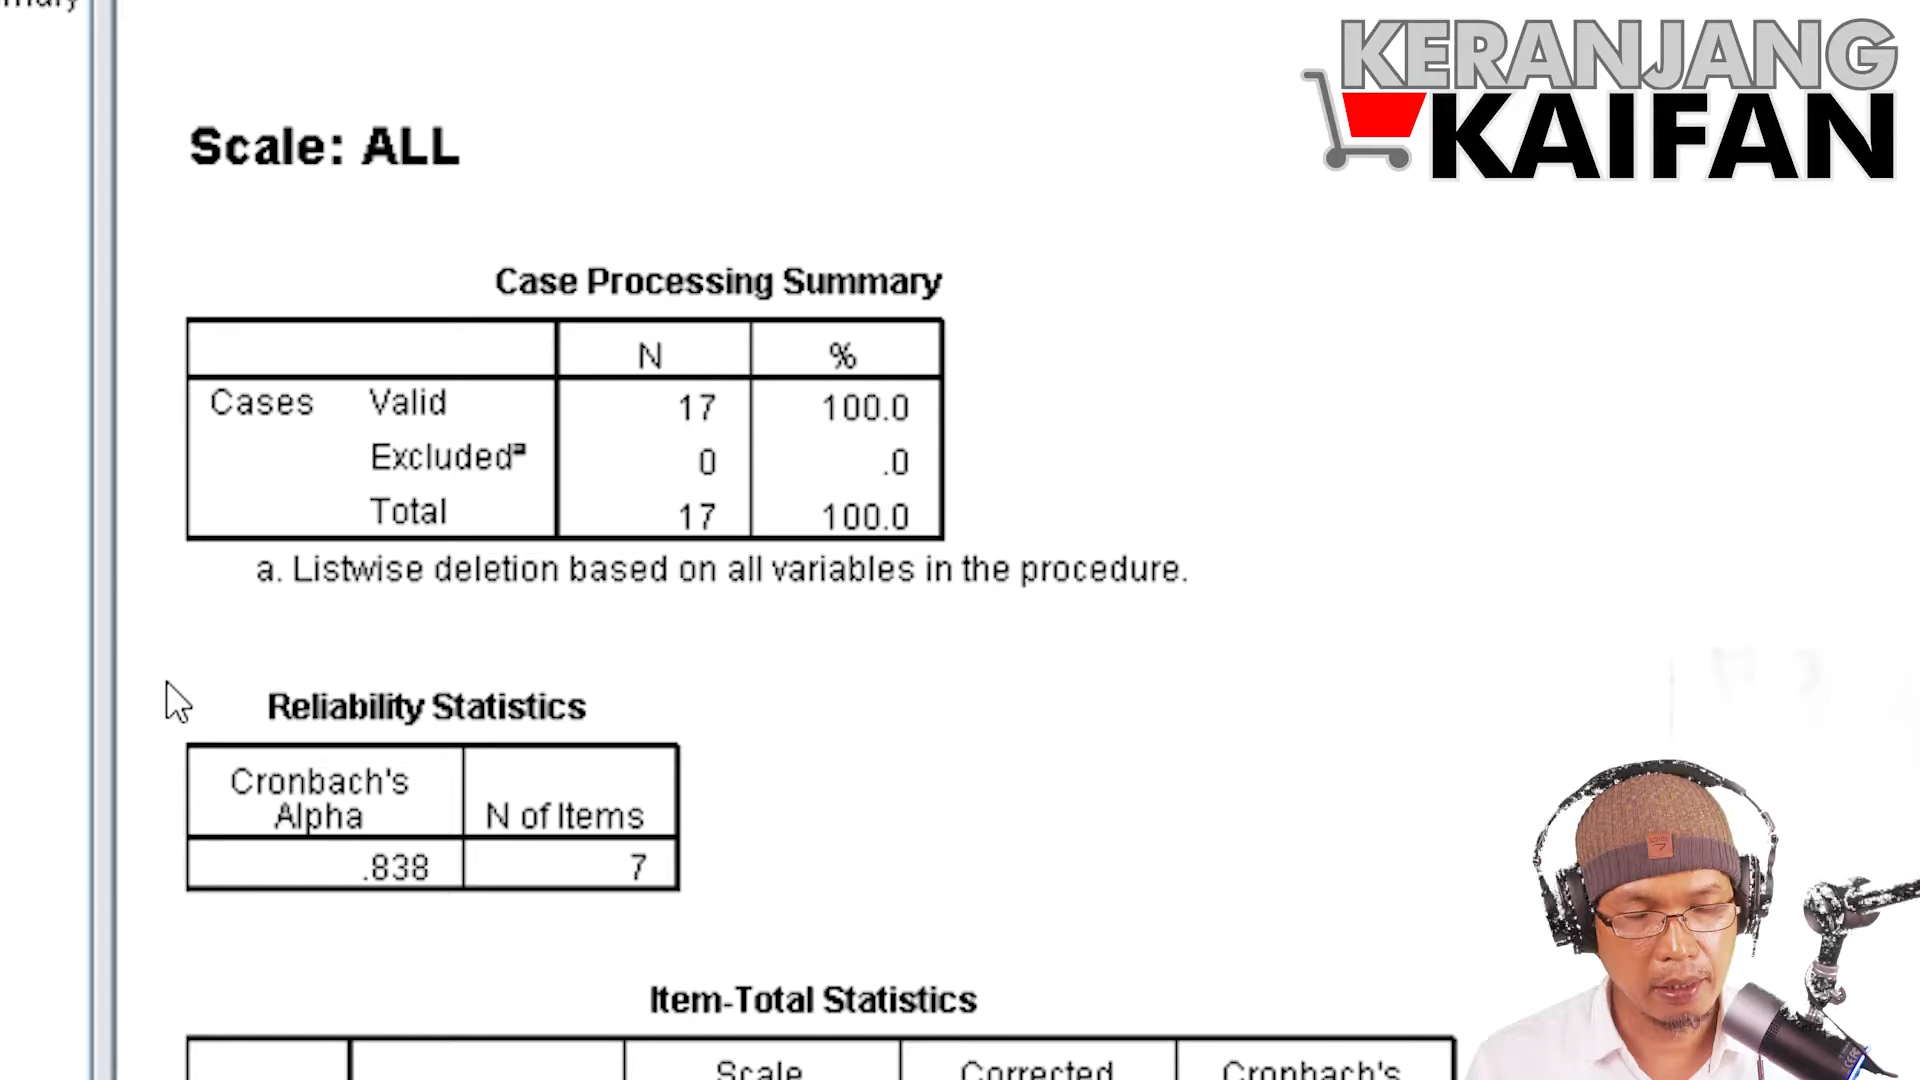 KERANJANG
KAIFAN
Scale: ALL
Case Processing Summary
N %
Cases Valid 17 100.0
Excludedª 0 .0
Total 17 100.0
a. Listwise deletion based on all variables in the procedure.
Reliability Statistics
Cronbach's
Alpha N of Items
.838 7
Item-Total Statistics
Scale Corrected Cronbach's